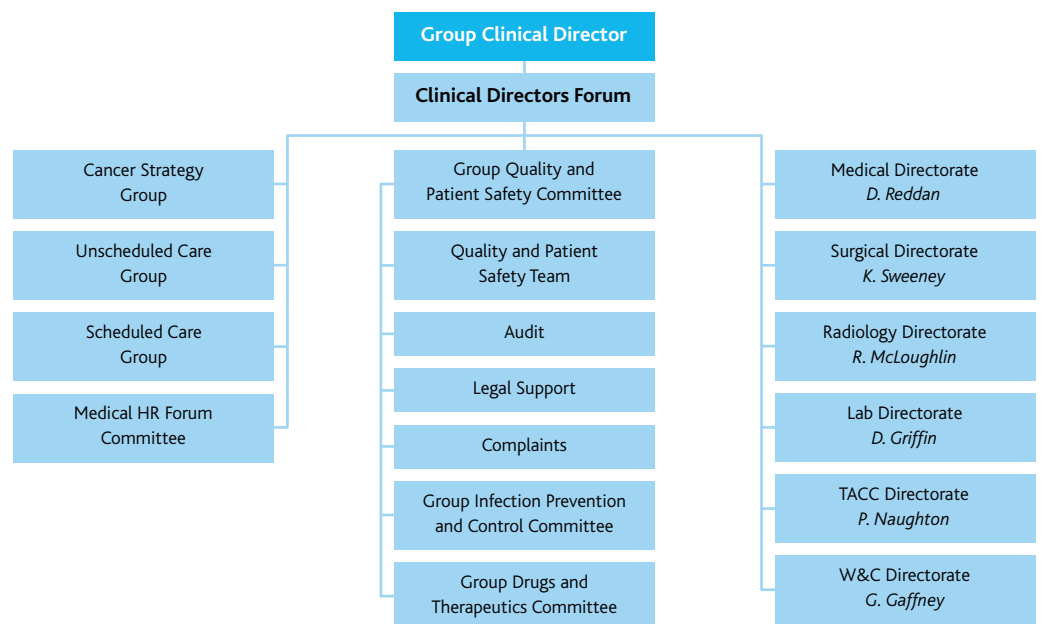 Group Clinical Director
Clinical Directors Forum
Cancer Strategy
Group
Unscheduled Care
Group
Scheduled Care
Group
Medical HR Forum
Committee
Group Quality and
Patient Safety Committee
Quality and Patient
Safety Team
Audit
Legal Support
Complaints
Group Infection Prevention
and Control Committee
Group Drugs and
Therapeutics Committee
Medical Directorate
D. Reddan
Surgical Directorate
K. Sweeney
Radiology Directorate
R. McLoughlin
Lab Directorate
D. Griffin
TACC Directorate
P. Naughton
W&C Directorate
G. Gaffney